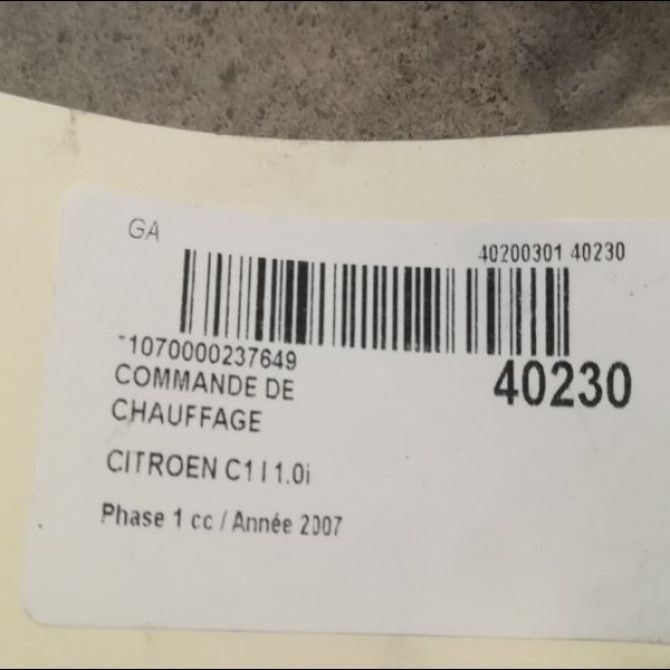 GA
40200301 40230
-1070000237649
40230
COMMANDE DE
CHAUFFAGE
CITROEN C1 I 1.0i
Phase 1 cc / Année 2007